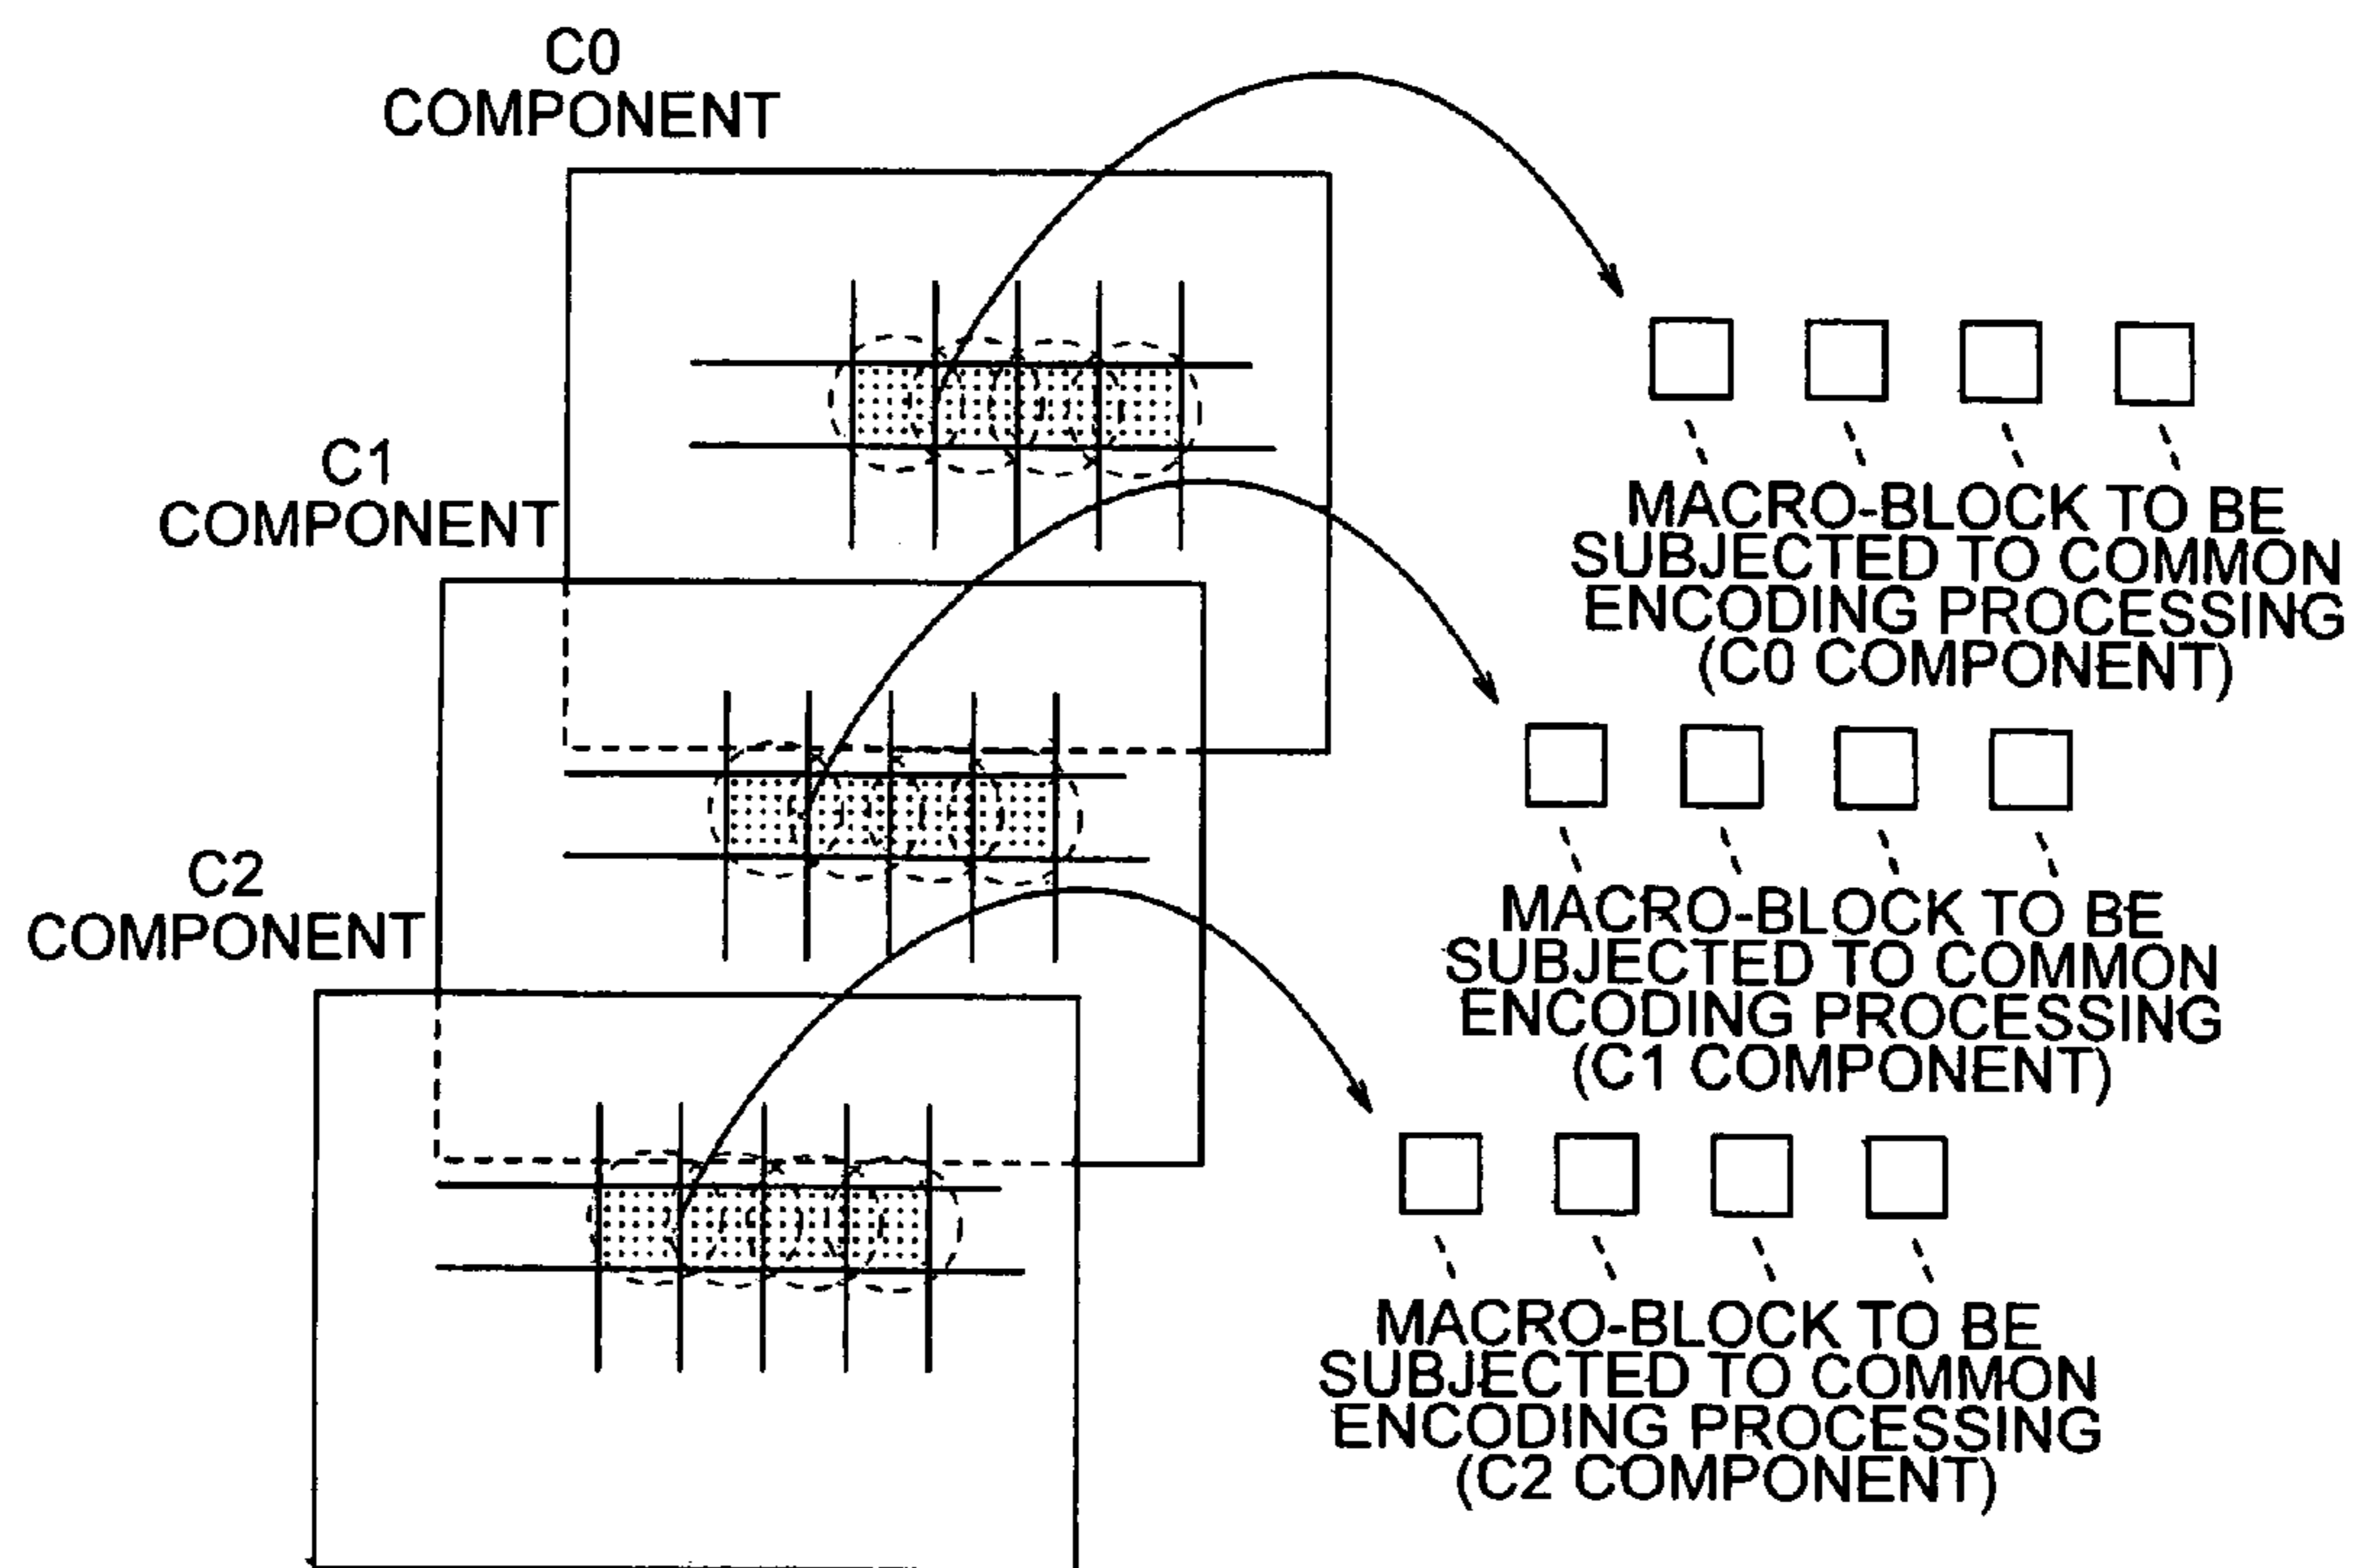 C0
COMPONENT
C1
COMPONENT
C2
COMPONENT
MACRO-BLOCK TO BE
SUBJECTED TO COMMON
ENCODING PROCESSING
(C0 COMPONENT)
MACRO-BLOCK TO BE
SUBJECTED TO COMMON
ENCODING PROCESSING
(C1 COMPONENT)
MACRO-BLOCK TO BE
SUBJECTED TO COMMON
ENCODING PROCESSING
(C2 COMPONENT)